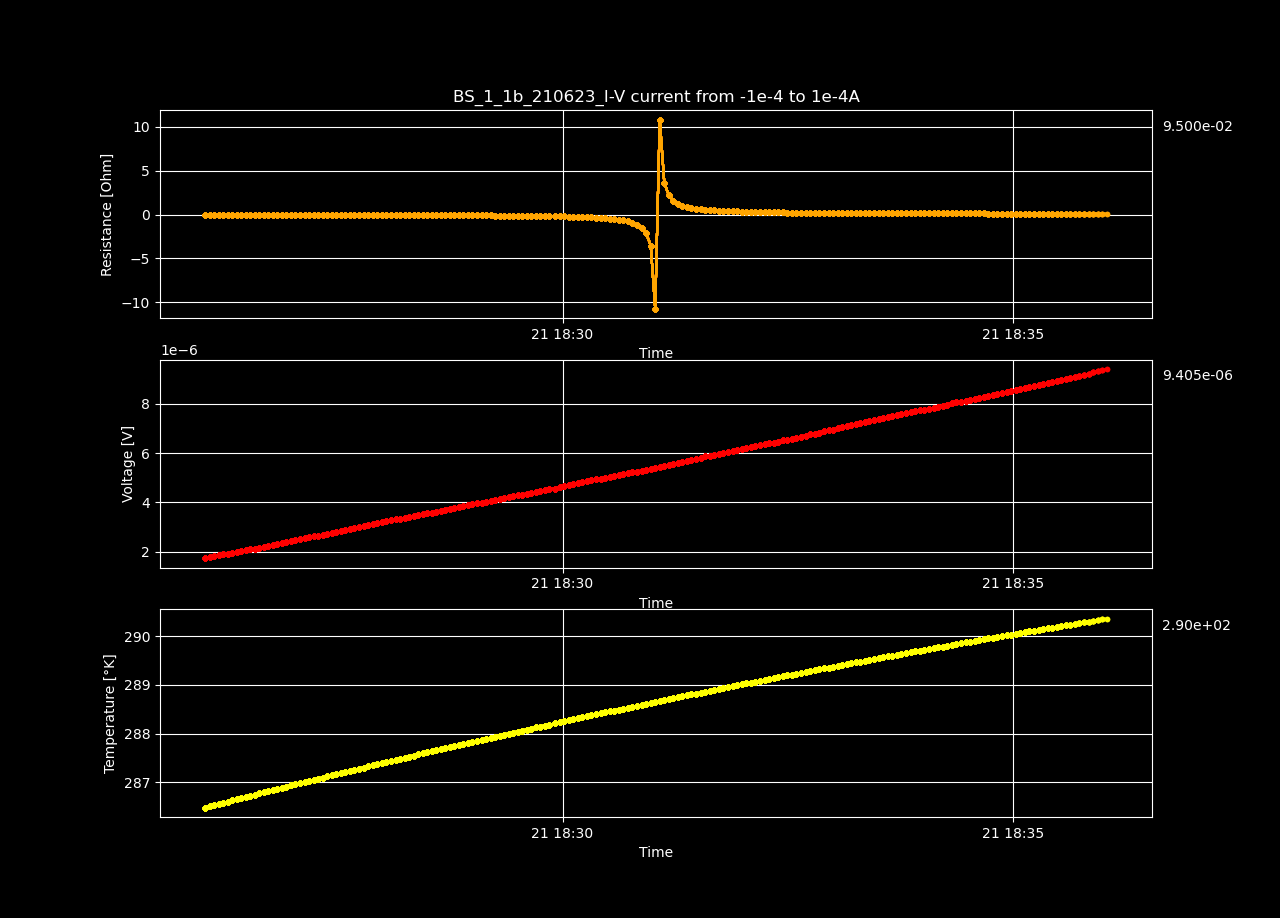 BS_1_1b_210623_I-V current from -1e-4 to 1e-4A
10
5
0
−5
−10
Resistance [Ohm]
9.500e-02
21 18:30
21 18:35
Time
1e−6
8
6
4
2
Voltage [V]
9.405e-06
21 18:30
21 18:35
Time
290
289
288
287
Temperature [°K]
2.90e+02
21 18:30
21 18:35
Time